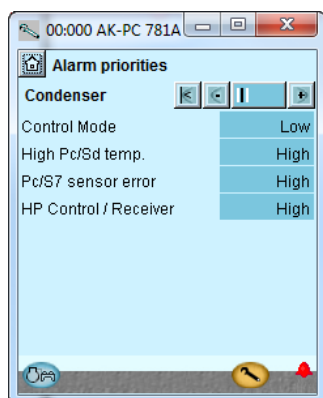 00:000 AK-PC 781A
Alarm priorities
Condenser
Control Mode Low
High Pc/Sd temp. High
Pc/S7 sensor error High
HP Control / Receiver High